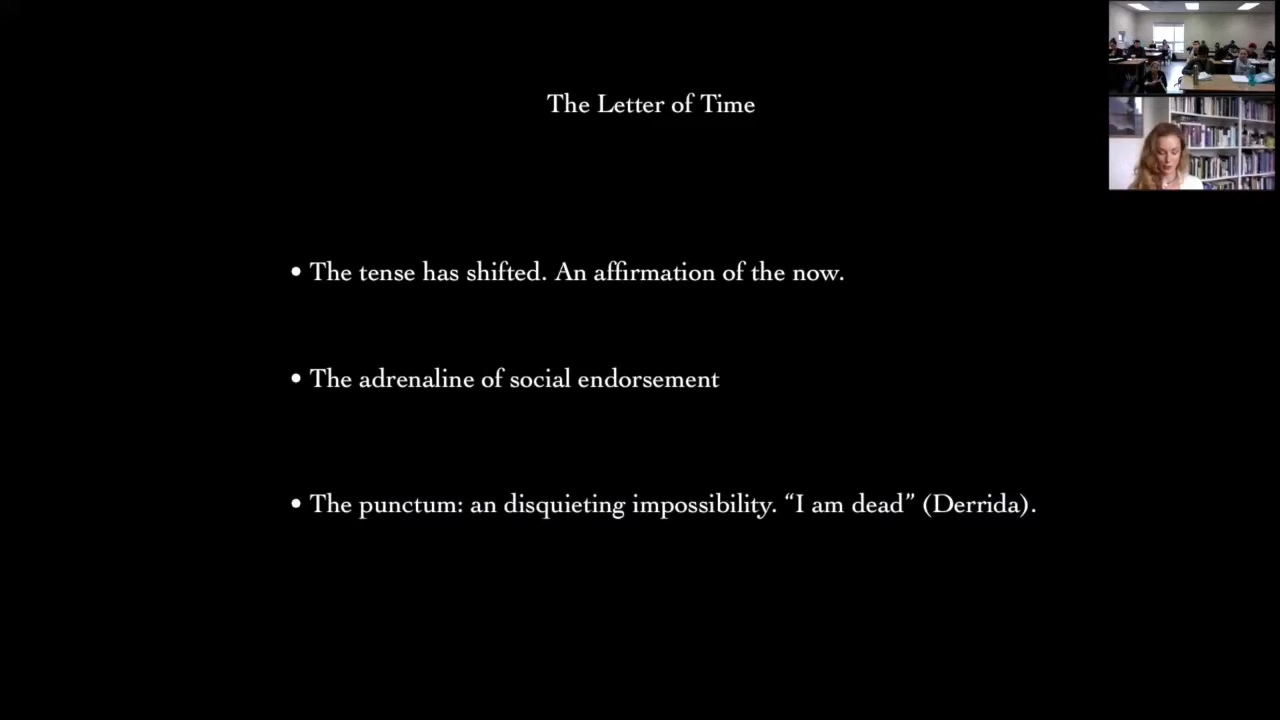 The Letter of Time
• The tense has shifted. An affirmation of the now.
• The adrenaline of social endorsement
• The punctum: an disquieting impossibility. “I am dead” (Derrida).